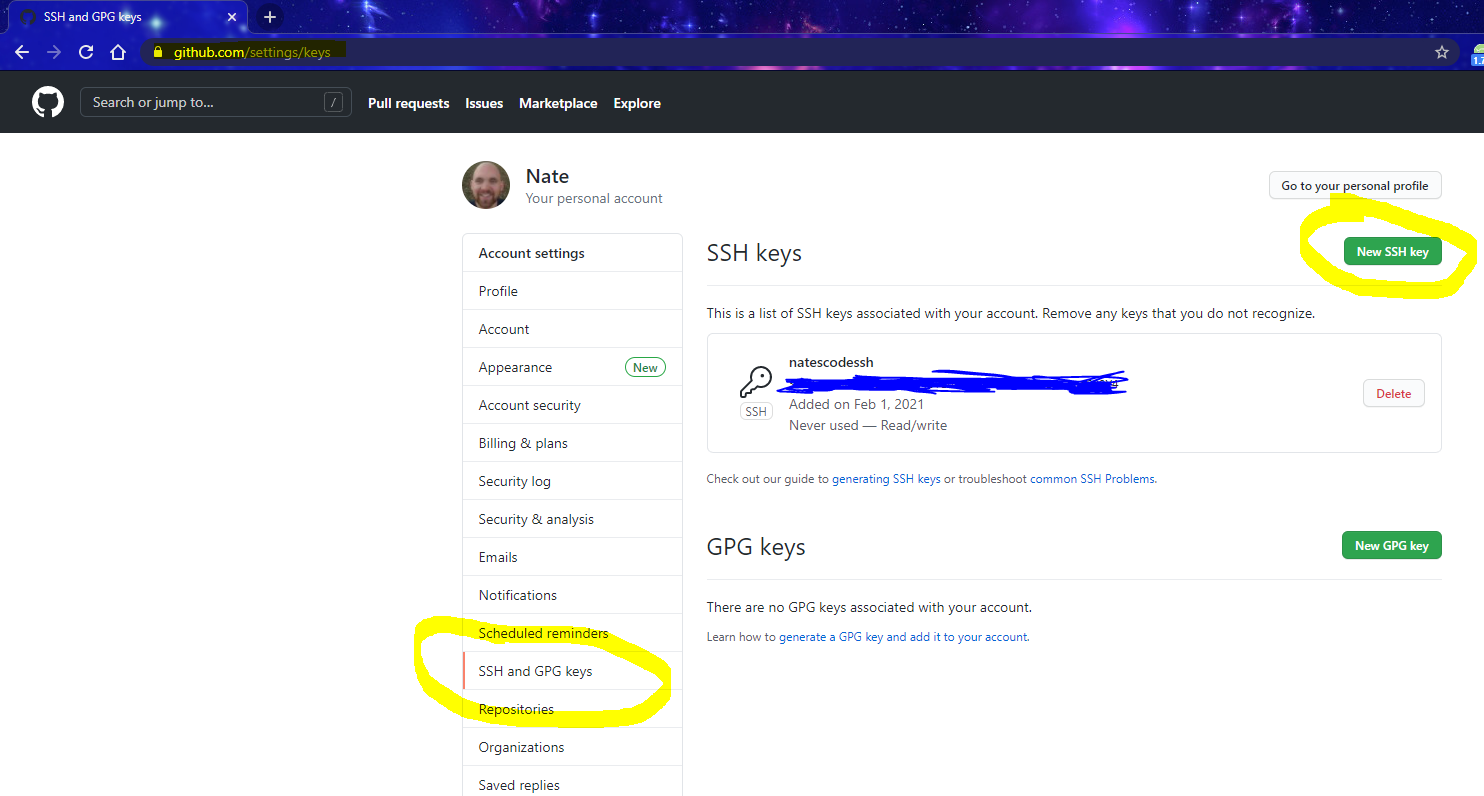 SSH and GPG keys
github.com/settings/keys
1.7
Search or jump to... /
Pull requests Issues Marketplace Explore
Nate
Your personal account
Go to your personal profile
Account settings
Profile
Account
Appearance New
Account security
Billing & plans
Security log
Security & analysis
Emails
Notifications
Scheduled reminders
SSH and GPG keys
Repositories
Organizations
Saved replies
SSH keys
New SSH key
This is a list of SSH keys associated with your account. Remove any keys that you do not recognize.
natescodessh
SSH
Added on Feb 1, 2021
Never used — Read/write
Delete
Check out our guide to generating SSH keys or troubleshoot common SSH Problems.
GPG keys
New GPG key
There are no GPG keys associated with your account.
Learn how to generate a GPG key and add it to your account.